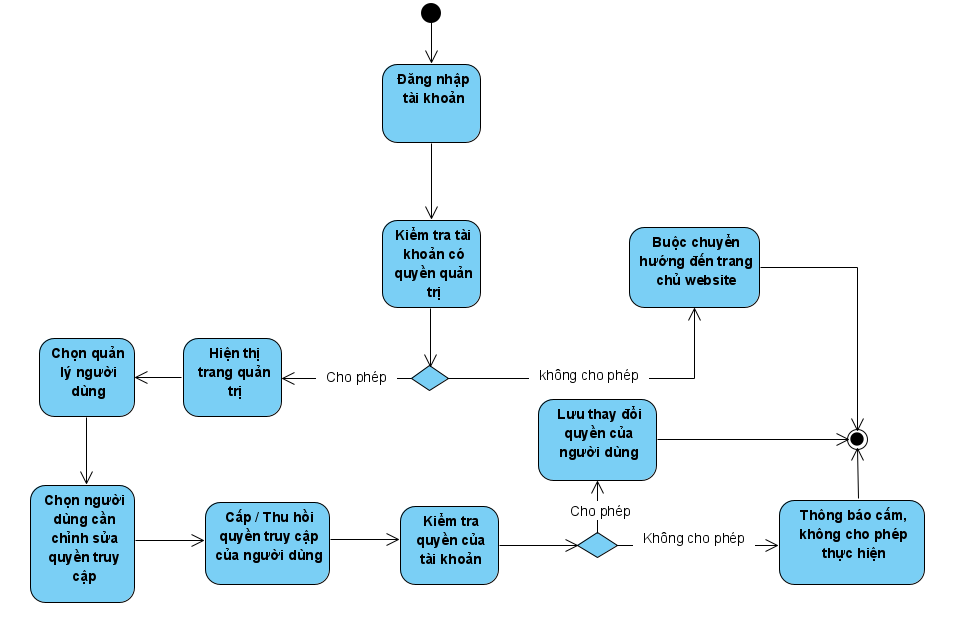 Đăng nhập
tài khoản
Kiểm tra tài
khoản có
quyền quản
trị
Buộc chuyển
hướng đến trang
chủ website
Chọn quản
lý người
dùng
Hiện thị
trang quản
trị
Cho phép
không cho phép
Lưu thay đổi
quyền của
người dùng
Chọn người
dùng cần
chỉnh sửa
quyền truy
cập
Cấp / Thu hồi
quyền truy cập
của người dùng
Kiểm tra
quyền của
tài khoản
Cho phép
Không cho phép
Thông báo cấm,
không cho phép
thực hiện